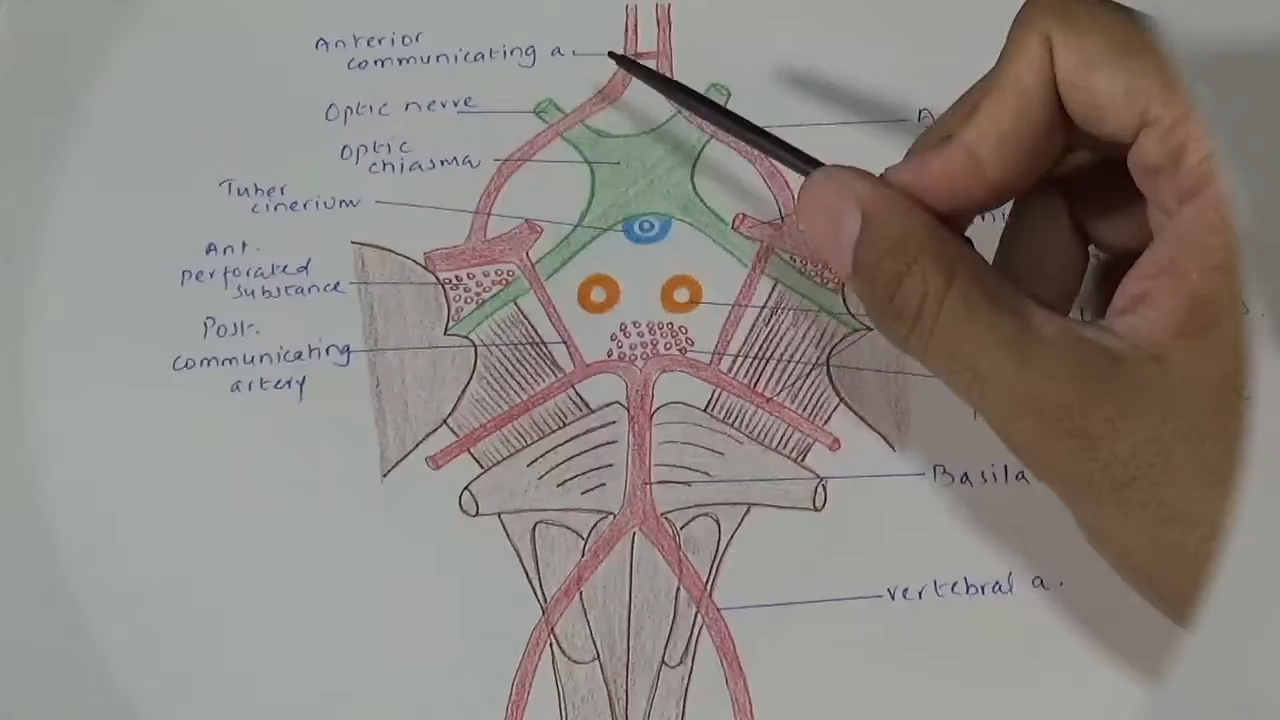 Anterior
communicating a.
Optic nerve
Optic
chiasma
Tuber
cinerium
Ant.
perforated
substance
Post.
communicating
artery
A
Basila
vertebral a.